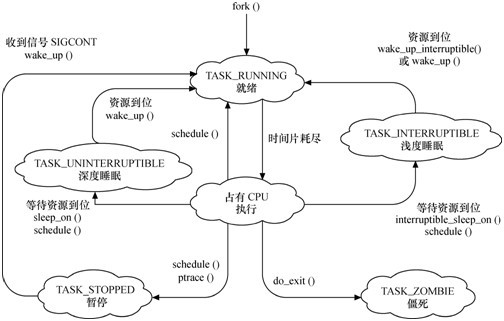 fork ()
收到信号 SIGCONT
wake_up ()
资源到位
wake_up_interruptible()
或 wake_up ()
TASK_RUNNING
就绪
资源到位
wake_up ()
schedule ()
时间片耗尽
TASK_INTERRUPTIBLE
浅度睡眠
TASK_UNINTERRUPTIBLE
深度睡眠
占有 CPU
执行
等待资源到位
sleep_on ()
schedule ()
等待资源到位
interruptible_sleep_on ()
schedule ()
schedule ()
ptrace ()
do_exit ()
TASK_STOPPED
暂停
TASK_ZOMBIE
僵死